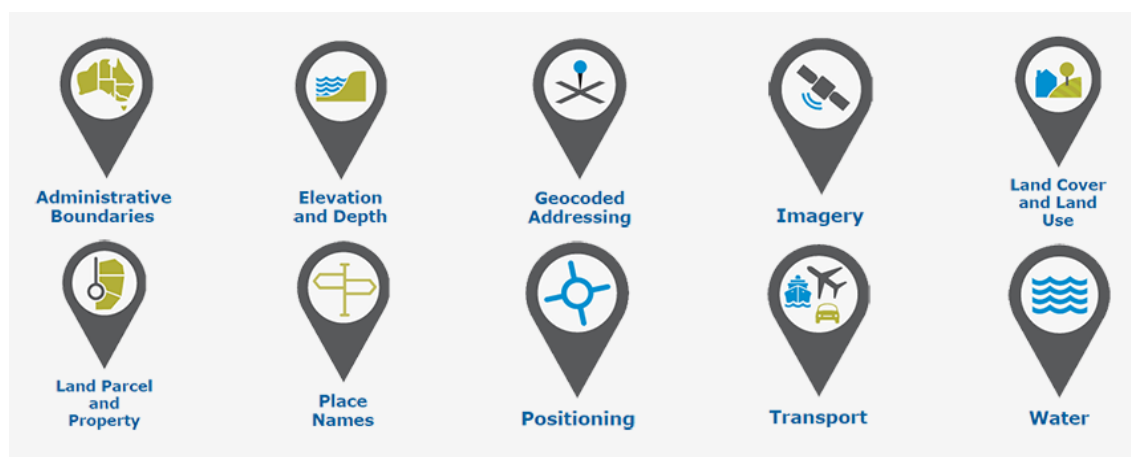 Administrative
Boundaries
Elevation
and Depth
Geocoded
Addressing
Imagery
Land Cover
and Land
Use
Land Parcel
and
Property
Place
Names
Positioning
Transport
Water